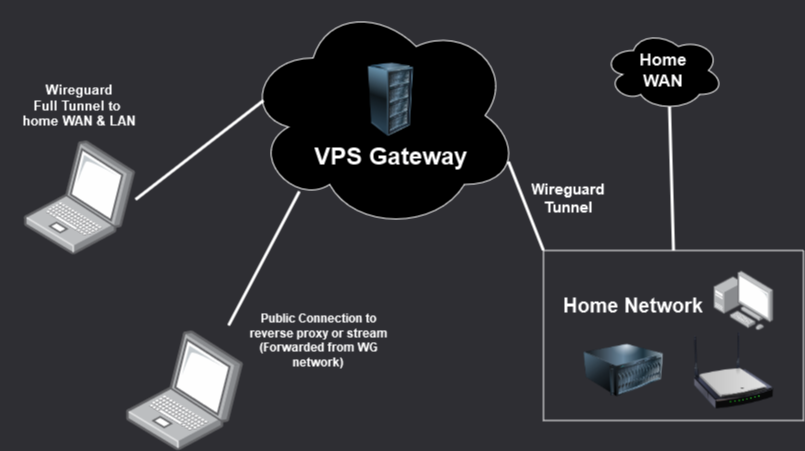 Wireguard
Full Tunnel to
home WAN & LAN
VPS Gateway
Home
WAN
Wireguard
Tunnel
Public Connection to
reverse proxy or stream
(Forwarded from WG
network)
Home Network